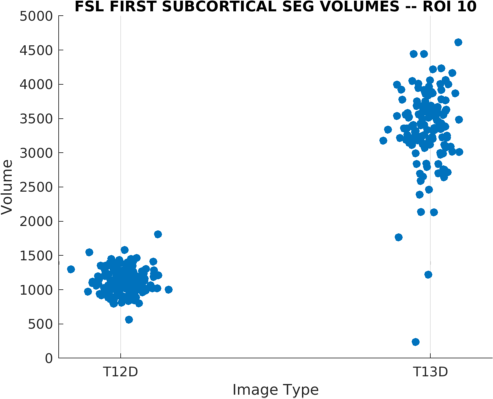 FSL FIRST SUBCORTICAL SEG VOLUMES -- ROI 10
5000
4500
4000
3500
3000
2500
2000
1500
1000
500
0
Volume
T12D
T13D
Image Type